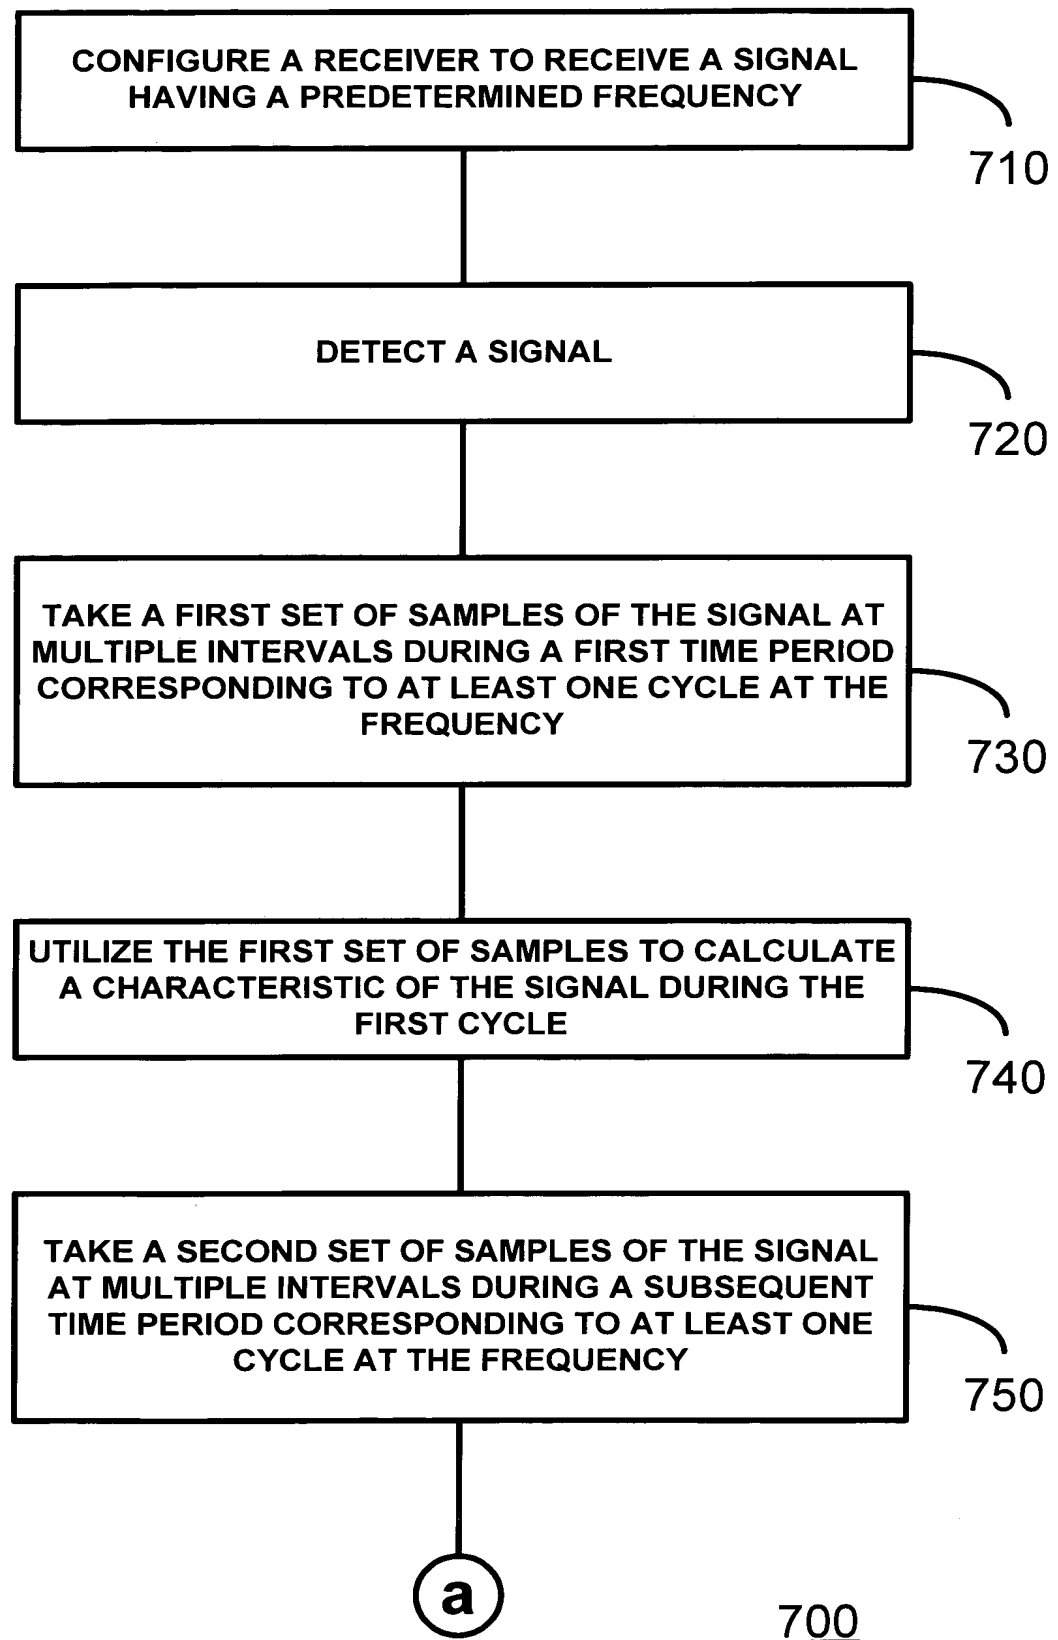 CONFIGURE A RECEIVER TO RECEIVE A SIGNAL
HAVING A PREDETERMINED FREQUENCY
710
DETECT A SIGNAL
720
TAKE A FIRST SET OF SAMPLES OF THE SIGNAL AT
MULTIPLE INTERVALS DURING A FIRST TIME PERIOD
CORRESPONDING TO AT LEAST ONE CYCLE AT THE
FREQUENCY
730
UTILIZE THE FIRST SET OF SAMPLES TO CALCULATE
A CHARACTERISTIC OF THE SIGNAL DURING THE
FIRST CYCLE
740
TAKE A SECOND SET OF SAMPLES OF THE SIGNAL
AT MULTIPLE INTERVALS DURING A SUBSEQUENT
TIME PERIOD CORRESPONDING TO AT LEAST ONE
CYCLE AT THE FREQUENCY
750
a
700